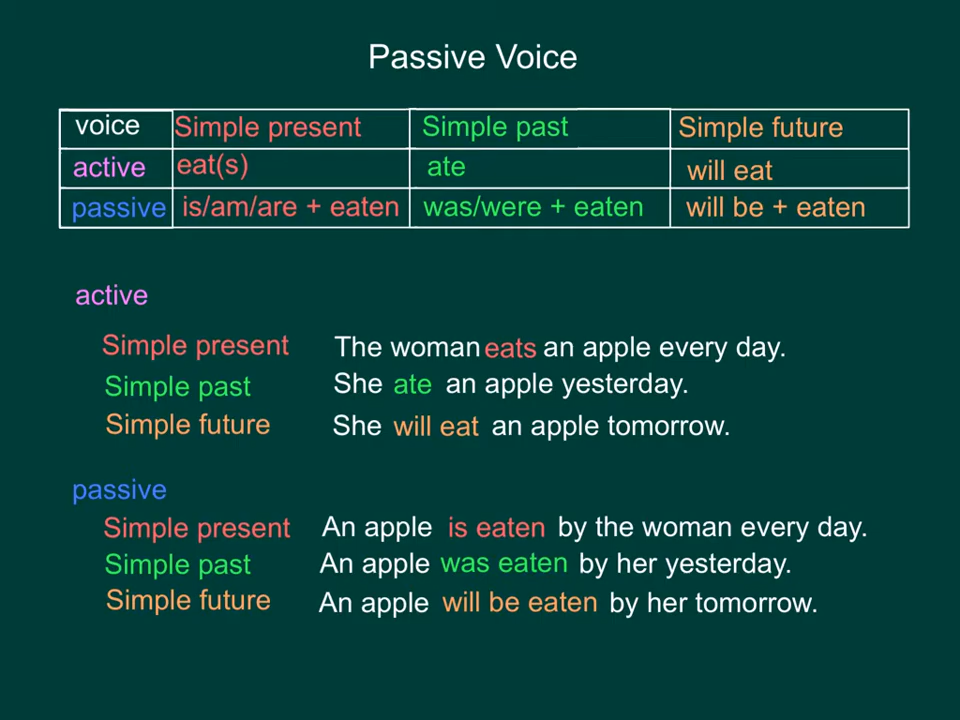 Passive Voice
voice Simple present Simple past Simple future
active eat(s) ate will eat
passive is/am/are + eaten was/were + eaten will be + eaten
active
Simple present The woman eats an apple every day.
Simple past She ate an apple yesterday.
Simple future She will eat an apple tomorrow.
passive
Simple present An apple is eaten by the woman every day.
Simple past An apple was eaten by her yesterday.
Simple future An apple will be eaten by her tomorrow.